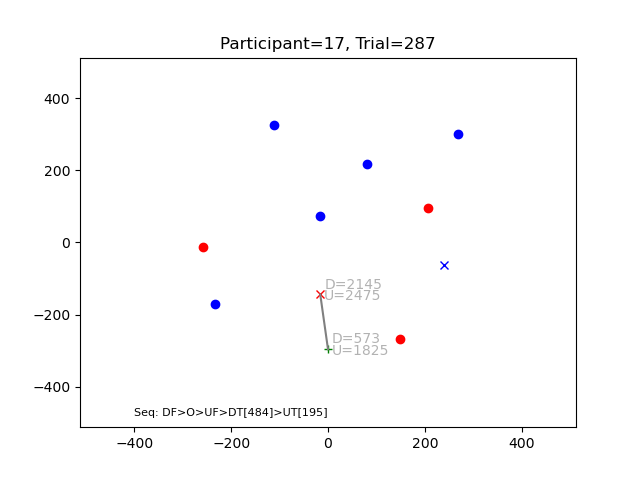 Participant=17, Trial=287
400
200
0
−200
−400
D=2145
U=2475
D=573
U=1825
Seq: DF>O>UF>DT[484]>UT[195]
−400
−200
0
200
400